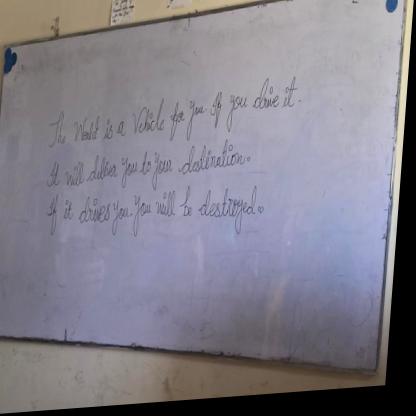 The World is a Vehicle for you. If you drive it.
It will deliver you to your destination.
If it drives you. You will be destroyed.